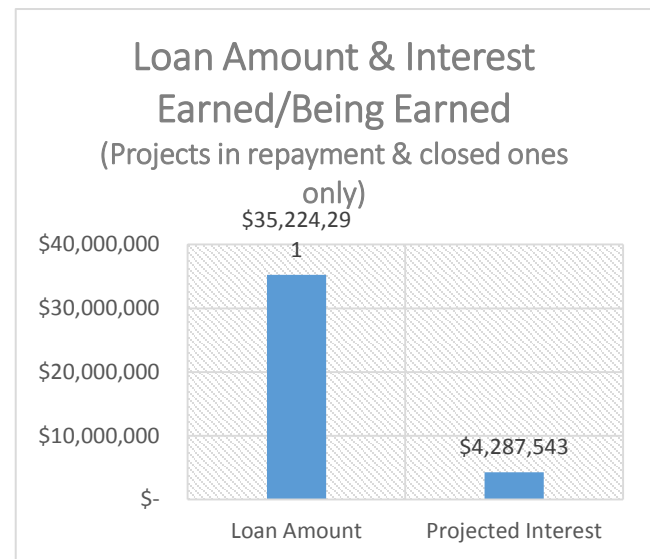 Loan Amount & Interest
Earned/Being Earned
(Projects in repayment & closed ones
only)
$35,224,29
1
$40,000,000
$30,000,000
$20,000,000
$10,000,000
$4,287,543
$-
Loan Amount
Projected Interest